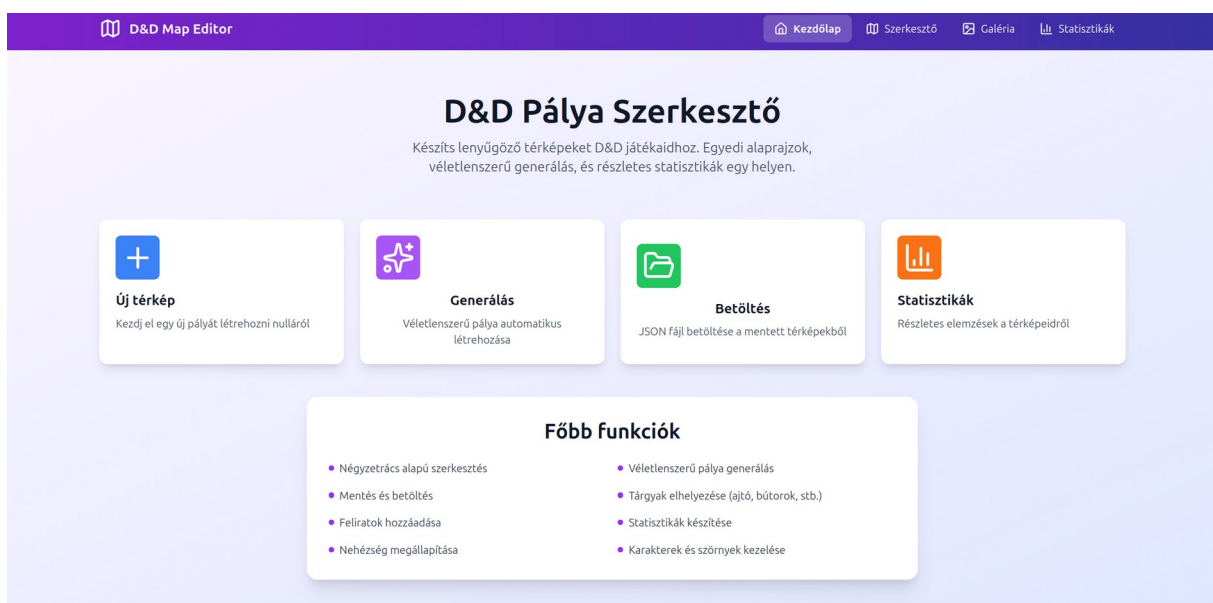 D&D Map Editor
Kezdőlap
Szerkesztő
Galéria
Statisztikák
D&D Pálya Szerkesztő
Készíts lenyűgöző térképeket D&D játékaidhoz. Egyedi alaprajzok,
véletlenszerű generálás, és részletes statisztikák egy helyen.
Új térkép
Kezdj el egy új pályát létrehozni nulláról
Generálás
Véletlenszerű pálya automatikus
létrehozása
Betöltés
JSON fájl betöltése a mentett térképekből
Statisztikák
Részletes elemzések a térképeidről
Főbb funkciók
Négyzetrács alapú szerkesztés
Mentés és betöltés
Feliratok hozzáadása
Nehézség megállapítása
Véletlenszerű pálya generálás
Tárgyak elhelyezése (ajtó, bútorok, stb.)
Statisztikák készítése
Karakterek és szörnyek kezelése